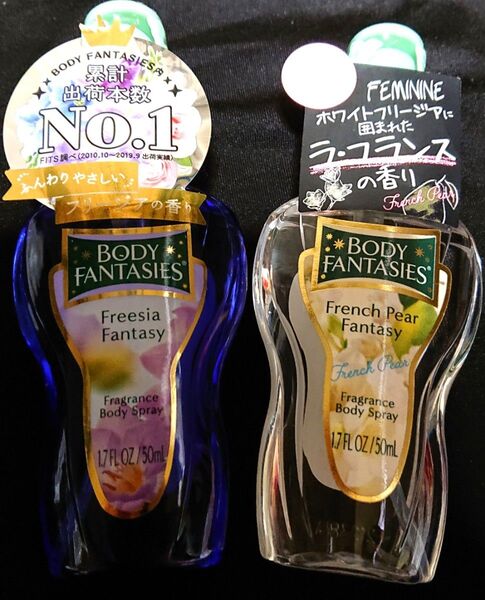 BODY FANTASIES内
累計
出荷本数
No.1
FITS調べ(2010.10~2019.9 出荷実績)
ふんわりやさしい
フリージアの香り
BODY
FANTASIES®
Freesia
Fantasy
Fragrance
Body Spray
1.7 FL OZ / 50mL
FEMININE
ホワイトフリージアに
囲まれた
ラ・フランス
の香り
French Pear
BODY
FANTASIES®
French Pear
Fantasy
French Pear
Fragrance
Body Spray
1.7 FL OZ / 50mL